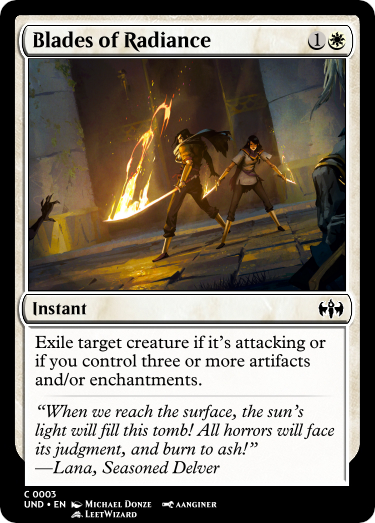 Blades of Radiance 1
Instant
Exile target creature if it's attacking or
if you control three or more artifacts
and/or enchantments.
“When we reach the surface, the sun’s
light will fill this tomb! All horrors will face
its judgment, and burn to ash!”
—Lana, Seasoned Delver
C 0003
UND • EN Michael Donze aanginer
LeetWizard